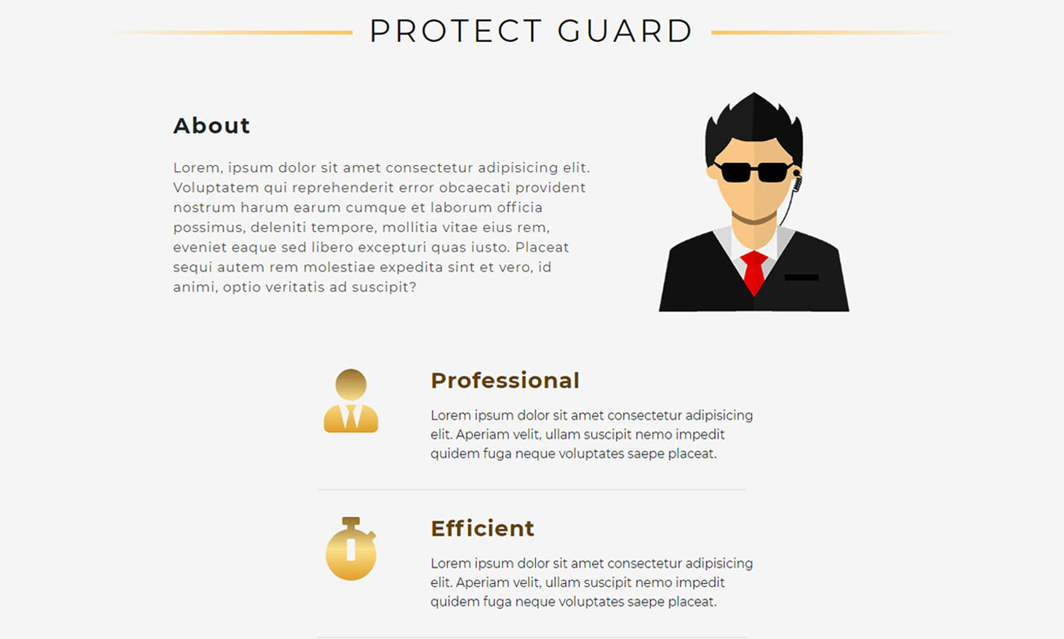 PROTECT GUARD
About
Lorem, ipsum dolor sit amet consectetur adipisicing elit.
Voluptatem qui reprehenderit error obcaecati provident
nostrum harum earum cumque et laborum officia
possimus, deleniti tempore, mollitia vitae eius rem,
eveniet eaque sed libero excepturi quas iusto. Placeat
sequi autem rem molestiae expedita sint et vero, id
animi, optio veritatis ad suscipit?
Professional
Lorem ipsum dolor sit amet consectetur adipisicing
elit. Aperiam velit, ullam suscipit nemo impedit
quidem fuga neque voluptates saepe placeat.
Efficient
Lorem ipsum dolor sit amet consectetur adipisicing
elit. Aperiam velit, ullam suscipit nemo impedit
quidem fuga neque voluptates saepe placeat.